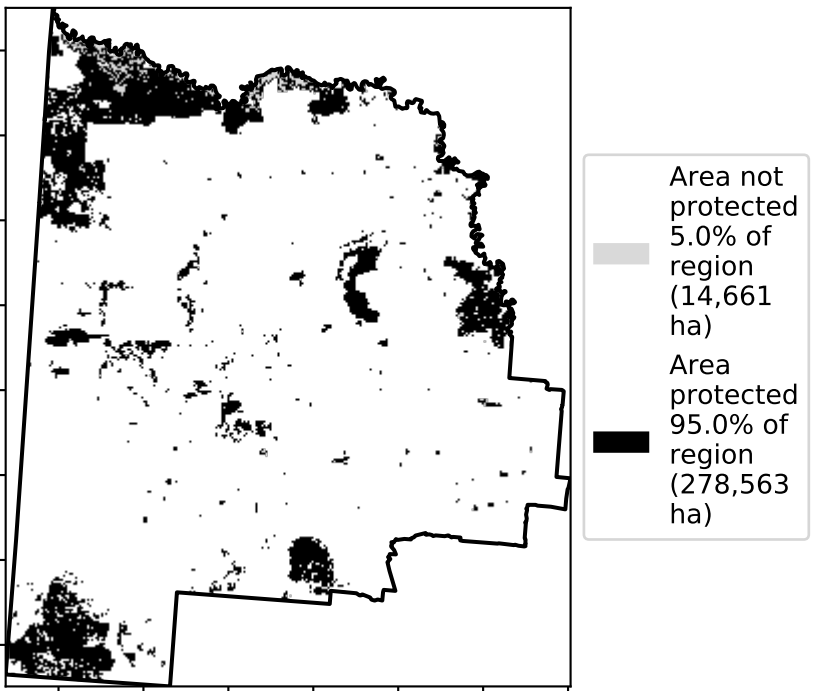 Area not
protected
5.0% of
region
(14,661
ha)
Area
protected
95.0% of
region
(278,563
ha)